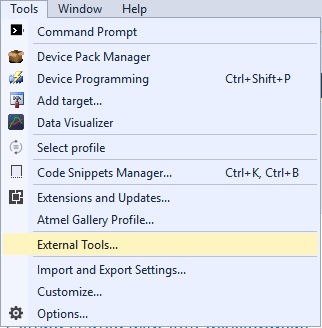 Tools Window Help
Command Prompt
Device Pack Manager
Device Programming Ctrl+Shift+P
Add target...
Data Visualizer
Select profile
Code Snippets Manager... Ctrl+K, Ctrl+B
Extensions and Updates...
Atmel Gallery Profile...
External Tools...
Import and Export Settings...
Customize...
Options...